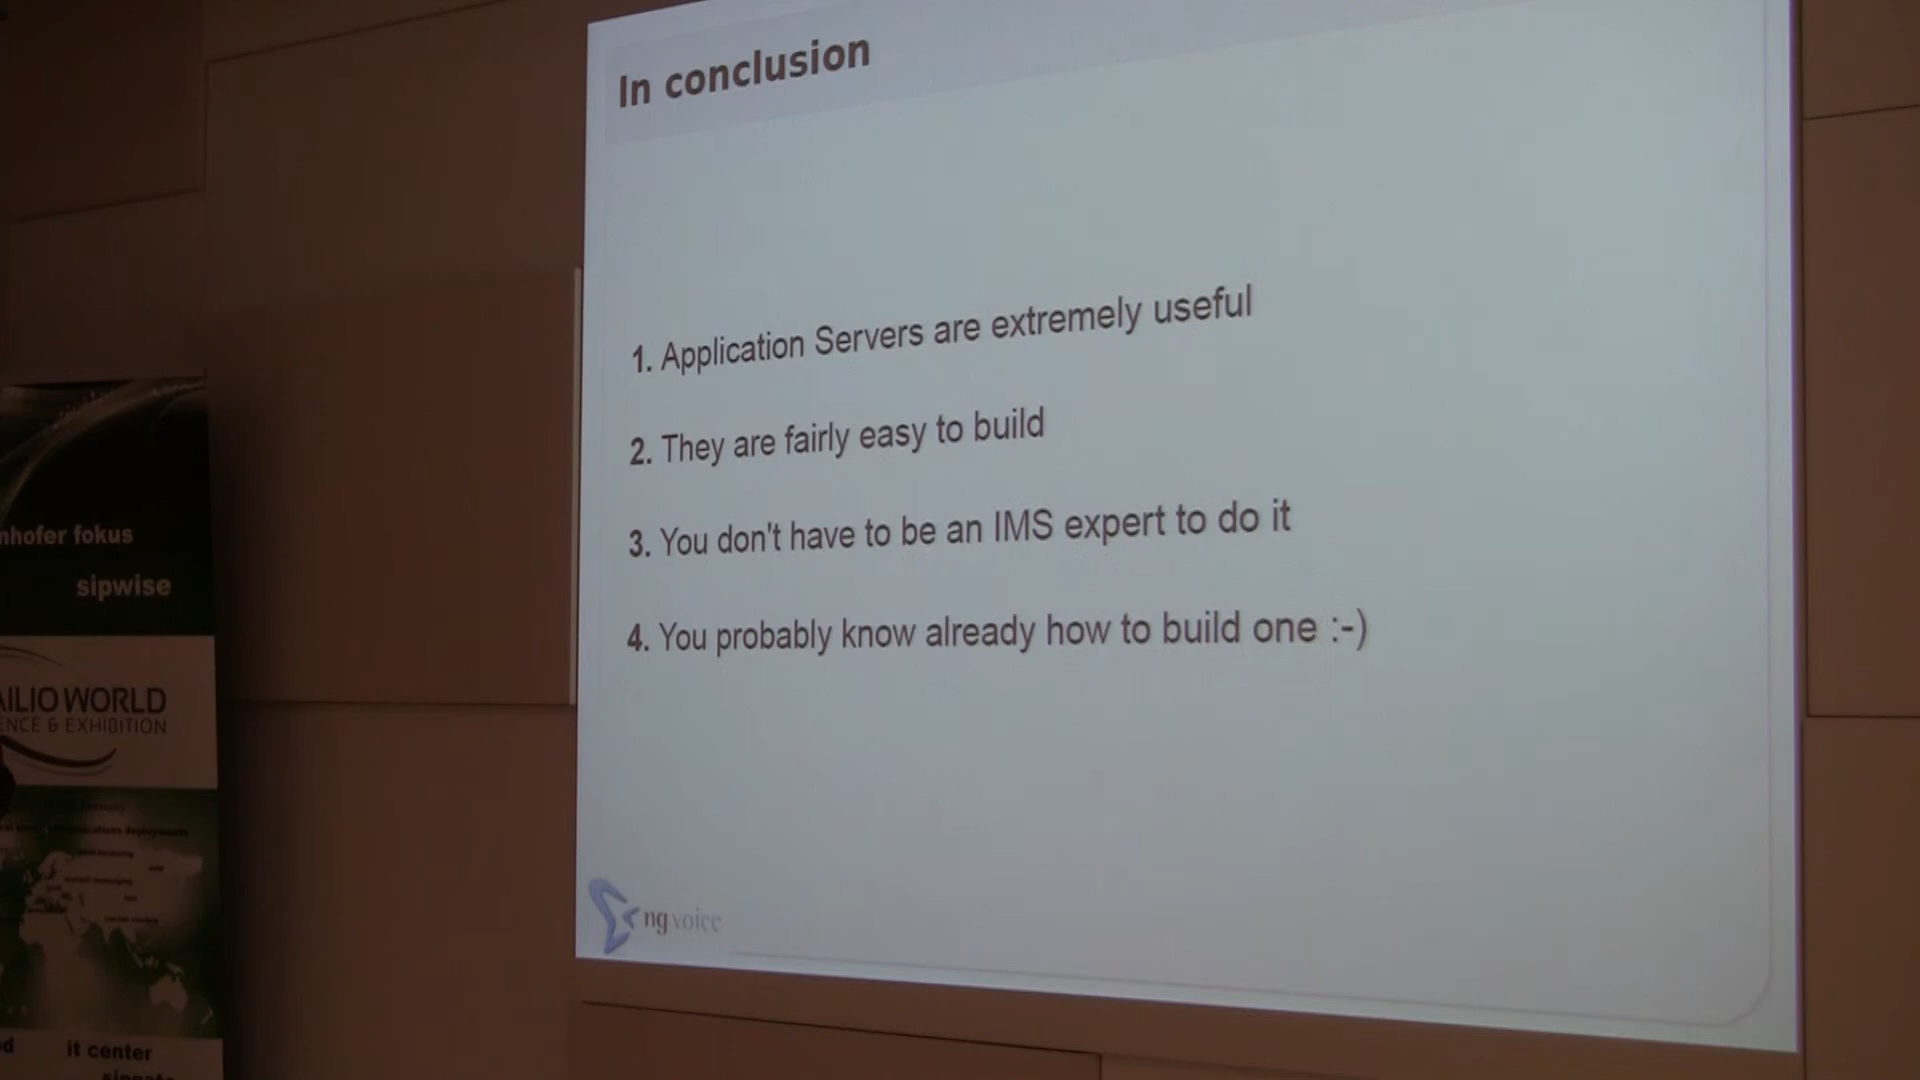 In conclusion
1. Application Servers are extremely useful
2. They are fairly easy to build
3. You don't have to be an IMS expert to do it
4. You probably know already how to build one :-)
ng voice
nhofer fokus
sipwise
AILIO WORLD
ENCE & EXHIBITION
it center